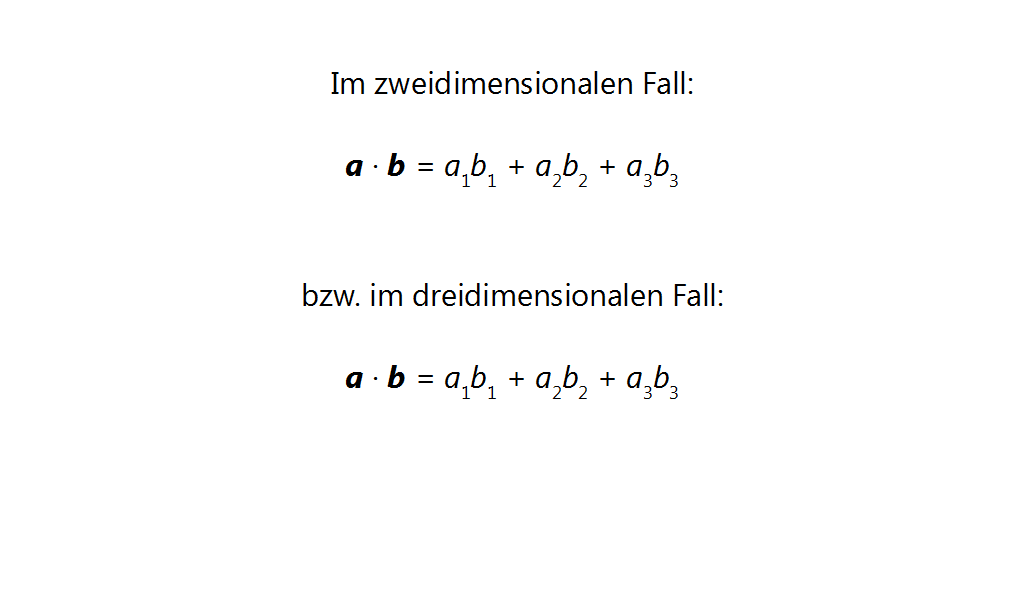 Im zweidimensionalen Fall:
a · b = a₁b₁ + a₂b₂ + a₃b₃
bzw. im dreidimensionalen Fall:
a · b = a₁b₁ + a₂b₂ + a₃b₃